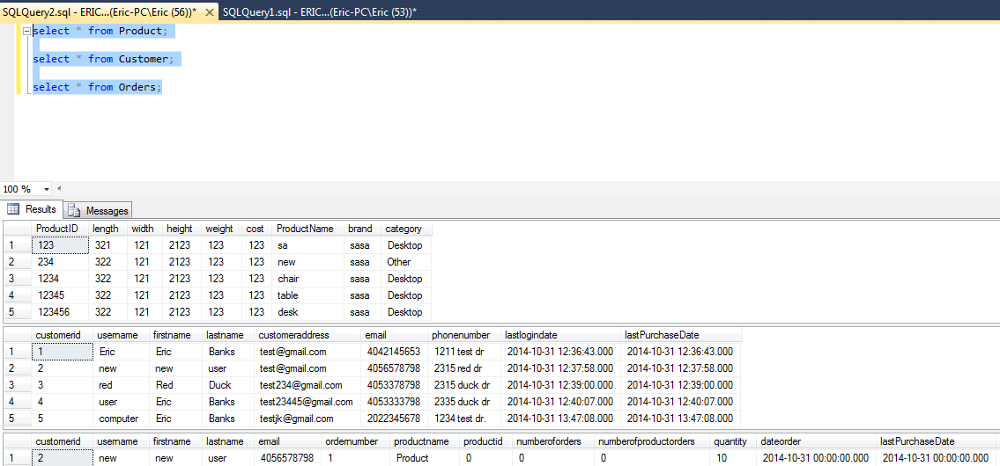 SQLQuery2.sql - ERIC...(Eric-PC\Eric (56))* SQLQuery1.sql - ERIC...(Eric-PC\Eric (53))*
select * from Product;
select * from Customer;
select * from Orders;
100 %
Results Messages
ProductID length width height weight cost ProductName brand category
1 123 321 121 2123 123 123 sa sasa Desktop
2 234 322 121 2123 123 123 new sasa Other
3 1234 322 121 2123 123 123 chair sasa Desktop
4 12345 322 121 2123 123 123 table sasa Desktop
5 123456 322 121 2123 123 123 desk sasa Desktop
customerid username firstname lastname customeraddress email phonenumber lastlogindate lastPurchaseDate
1 1 Eric Eric Banks test@gmail.com 4042145653 1211 test dr 2014-10-31 12:36:43.000 2014-10-31 12:36:43.000
2 2 new new user test@gmail.com 4056578798 2315 red dr 2014-10-31 12:37:58.000 2014-10-31 12:37:58.000
3 3 red Red Duck test234@gmail.com 4053378798 2315 duck dr 2014-10-31 12:39:00.000 2014-10-31 12:39:00.000
4 4 user Eric Banks test23445@gmail.com 4053333798 2335 duck dr 2014-10-31 12:40:07.000 2014-10-31 12:40:07.000
5 5 computer Eric Banks testjk@gmail.com 2022345678 1234 test dr. 2014-10-31 13:47:08.000 2014-10-31 13:47:08.000
customerid username firstname lastname email ordernumber productname productid numberoforders numberofproductorders quantity dateorder lastPurchaseDate
1 2 new new user 4056578798 1 Product 0 0 0 10 2014-10-31 00:00:00.000 2014-10-31 00:00:00.000